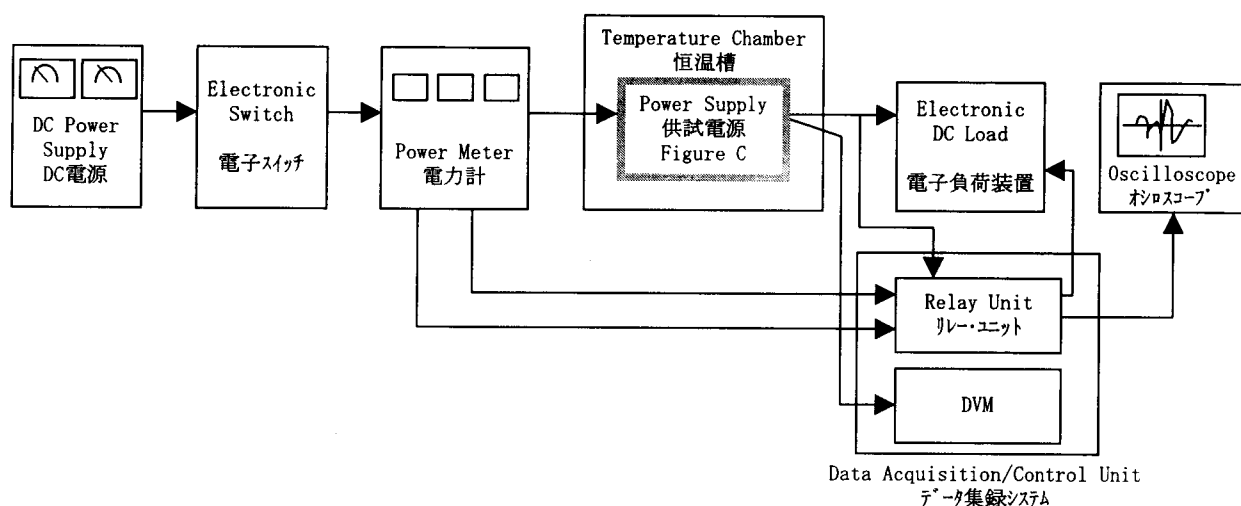 DC Power
Supply
DC電源
Electronic
Switch
電子スイッチ
Power Meter
電力計
Temperature Chamber
恒温槽
Power Supply
供試電源
Figure C
Electronic
DC Load
電子負荷装置
Oscilloscope
オシロスコープ
Relay Unit
リレー・ユニット
DVM
Data Acquisition/Control Unit
データ集録システム